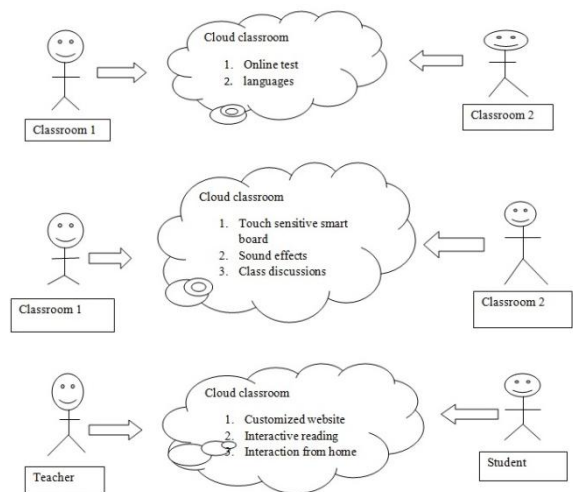 Cloud classroom
1. Online test
2. languages
Classroom 1
Classroom 2
Cloud classroom
1. Touch sensitive smart
board
2. Sound effects
3. Class discussions
Classroom 1
Classroom 2
Cloud classroom
1. Customized website
2. Interactive reading
3. Interaction from home
Teacher
Student